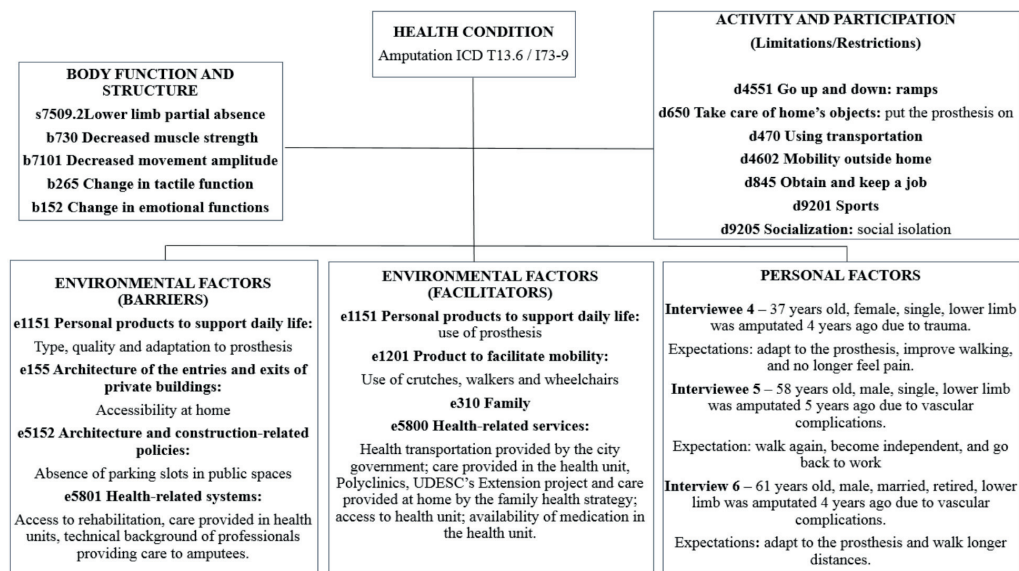 HEALTH CONDITION
Amputation ICD T13.6 / I73-9
BODY FUNCTION AND
STRUCTURE
s7509.2Lower limb partial absence
b730 Decreased muscle strength
b7101 Decreased movement amplitude
b265 Change in tactile function
b152 Change in emotional functions
ACTIVITY AND PARTICIPATION
(Limitations/Restrictions)
d4551 Go up and down: ramps
d650 Take care of home's objects: put the prosthesis on
d470 Using transportation
d4602 Mobility outside home
d845 Obtain and keep a job
d9201 Sports
d9205 Socialization: social isolation
ENVIRONMENTAL FACTORS
(BARRIERS)
e1151 Personal products to support daily life:
Type, quality and adaptation to prosthesis
e155 Architecture of the entries and exits of
private buildings:
Accessibility at home
e5152 Architecture and construction-related
policies:
Absence of parking slots in public spaces
e5801 Health-related systems:
Access to rehabilitation, care provided in health
units, technical background of professionals
providing care to amputees.
ENVIRONMENTAL FACTORS
(FACILITATORS)
e1151 Personal products to support daily life:
use of prosthesis
e1201 Product to facilitate mobility:
Use of crutches, walkers and wheelchairs
e310 Family
e5800 Health-related services:
Health transportation provided by the city
government; care provided in the health unit,
Polyclinics, UDESC's Extension project and care
provided at home by the family health strategy;
access to health unit; availability of medication in
the health unit.
PERSONAL FACTORS
Interviewee 4 – 37 years old, female, single, lower limb
was amputated 4 years ago due to trauma.
Expectations: adapt to the prosthesis, improve walking,
and no longer feel pain.
Interviewee 5 – 58 years old, male, single, lower limb
was amputated 5 years ago due to vascular
complications.
Expectation: walk again, become independent, and go
back to work
Interview 6 – 61 years old, male, married, retired, lower
limb was amputated 4 years ago due to vascular
complications.
Expectations: adapt to the prosthesis and walk longer
distances.